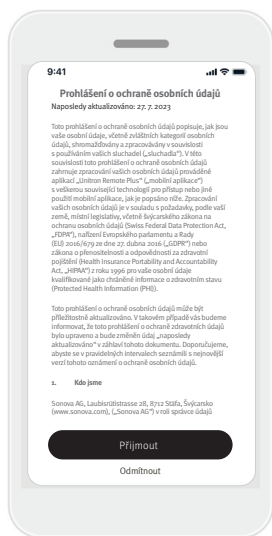 9:41
Prohlášení o ochraně osobních údajů
Naposledy aktualizováno: 27. 7. 2023
Toto prohlášení o ochraně osobních údajů popisuje, jak jsou
vaše osobní údaje, včetně zvláštních kategorií osobních
údajů, shromažďovány a zpracovávány v souvislosti
s používáním vašich sluchadel („sluchadla“). V této
souvislosti toto prohlášení o ochraně osobních údajů
zahrnuje zpracování vašich osobních údajů prováděné
aplikací „Unitron Remote Plus“ („mobilní aplikace“)
s veškerou související technologií pro přístup nebo jiné
použití mobilní aplikace, jak je popsáno níže. Zpracování
vašich osobních údajů je v souladu s požadavky, podle vaší
země, místní legislativy, včetně švýcarského zákona na
ochranu osobních údajů (Swiss Federal Data Protection Act,
„FDPA“), nařízení Evropského parlamentu a Rady
(EU) 2016/679 ze dne 27. dubna 2016 („GDPR“) nebo
zákona o přenositelnosti a odpovědnosti za zdravotní
pojištění (Health Insurance Portability and Accountability
Act, „HIPAA“) z roku 1996 pro vaše osobní údaje
kvalifikované jako chráněné informace o zdravotním stavu
(Protected Health Information (PHI)).
Toto prohlášení o ochraně osobních údajů může být
příležitostně aktualizováno. V takovém případě vás budeme
informovat, že toto prohlášení o ochraně zdravotních údajů
bylo upraveno a bude změněn údaj „naposledy
aktualizováno“ v záhlaví tohoto dokumentu. Doporučujeme,
abyste se v pravidelných intervalech seznámili s nejnovější
verzí tohoto oznámení o ochraně osobních údajů.
1. Kdo jsme
Sonova AG, Laubisrütistrasse 28, 8712 Stäfa, Švýcarsko
(www.sonova.com), („Sonova AG“) v roli správce údajů
Přijmout
Odmítnout